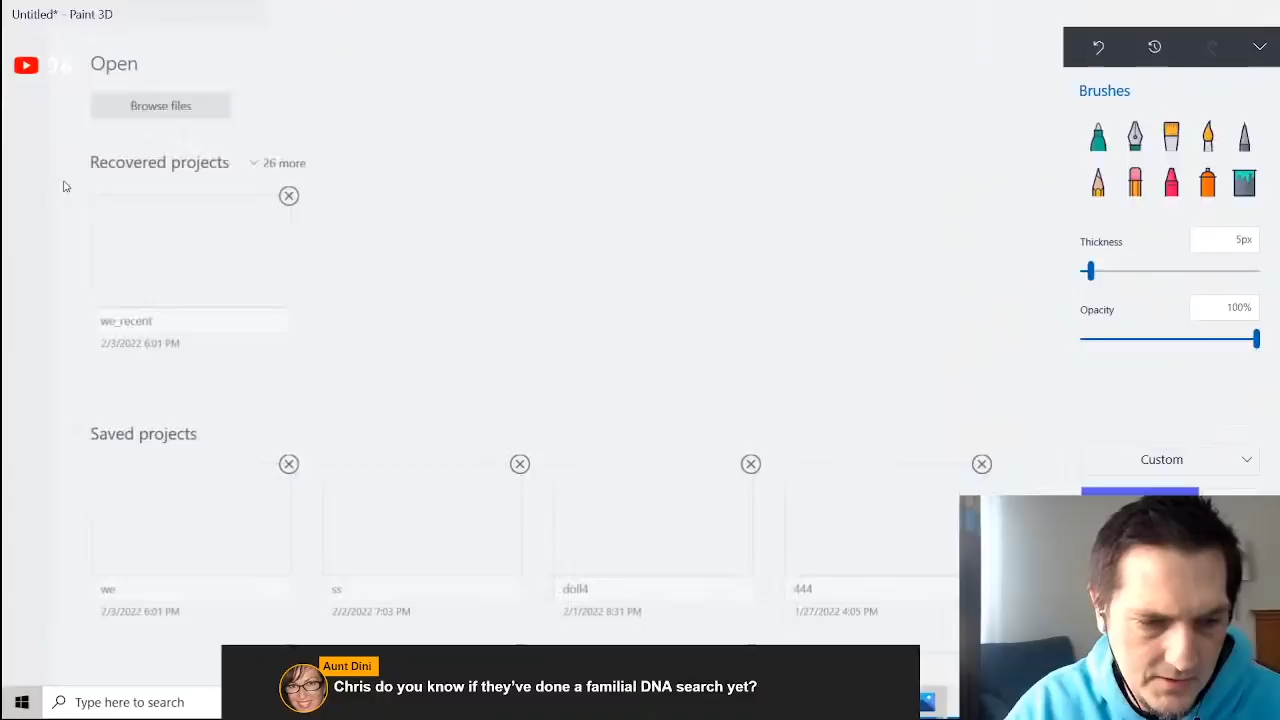 Untitled* - Paint 3D
96
Open
Browse files
Recovered projects
26 more
we_recent
2/3/2022 6:01 PM
Saved projects
we
2/3/2022 6:01 PM
ss
2/2/2022 7:03 PM
doll4
2/1/2022 8:31 PM
444
1/27/2022 4:05 PM
Brushes
Thickness
5px
Opacity
100%
Custom
Aunt Dini
Chris do you know if they've done a familial DNA search yet?
Type here to search